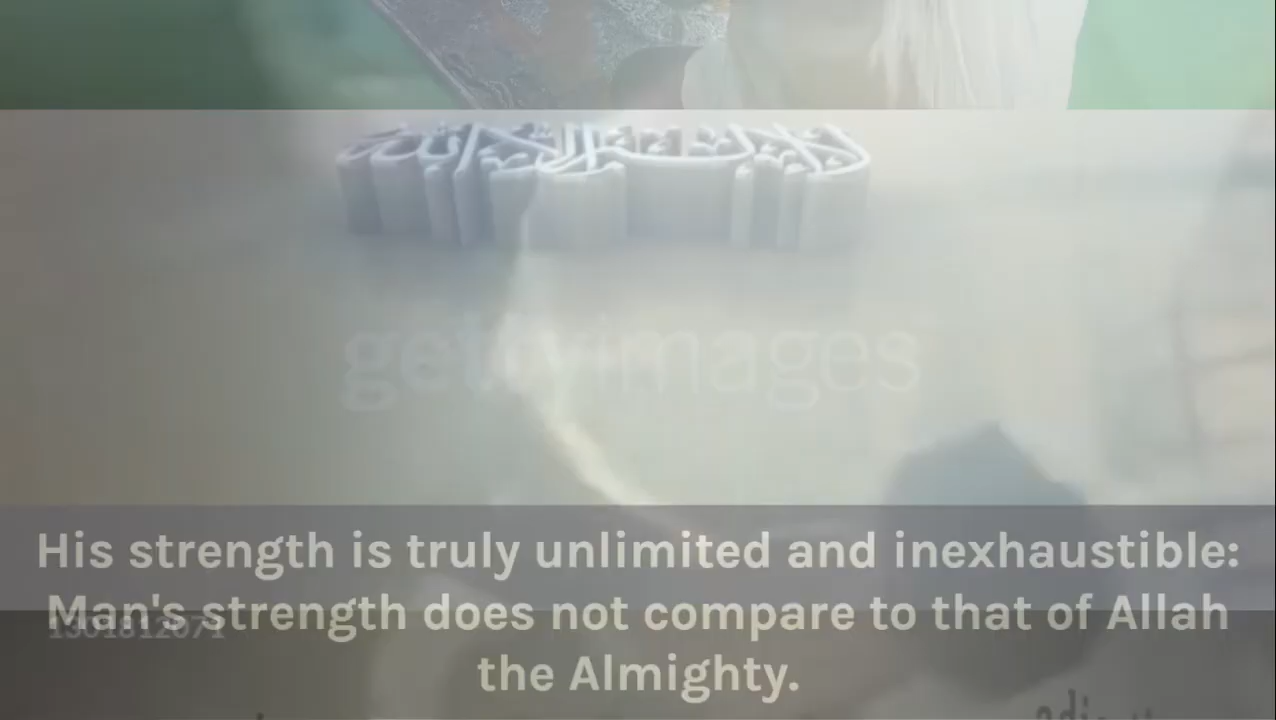 gettyimages
His strength is truly unlimited and inexhaustible:
Man's strength does not compare to that of Allah
1301812071
the Almighty.